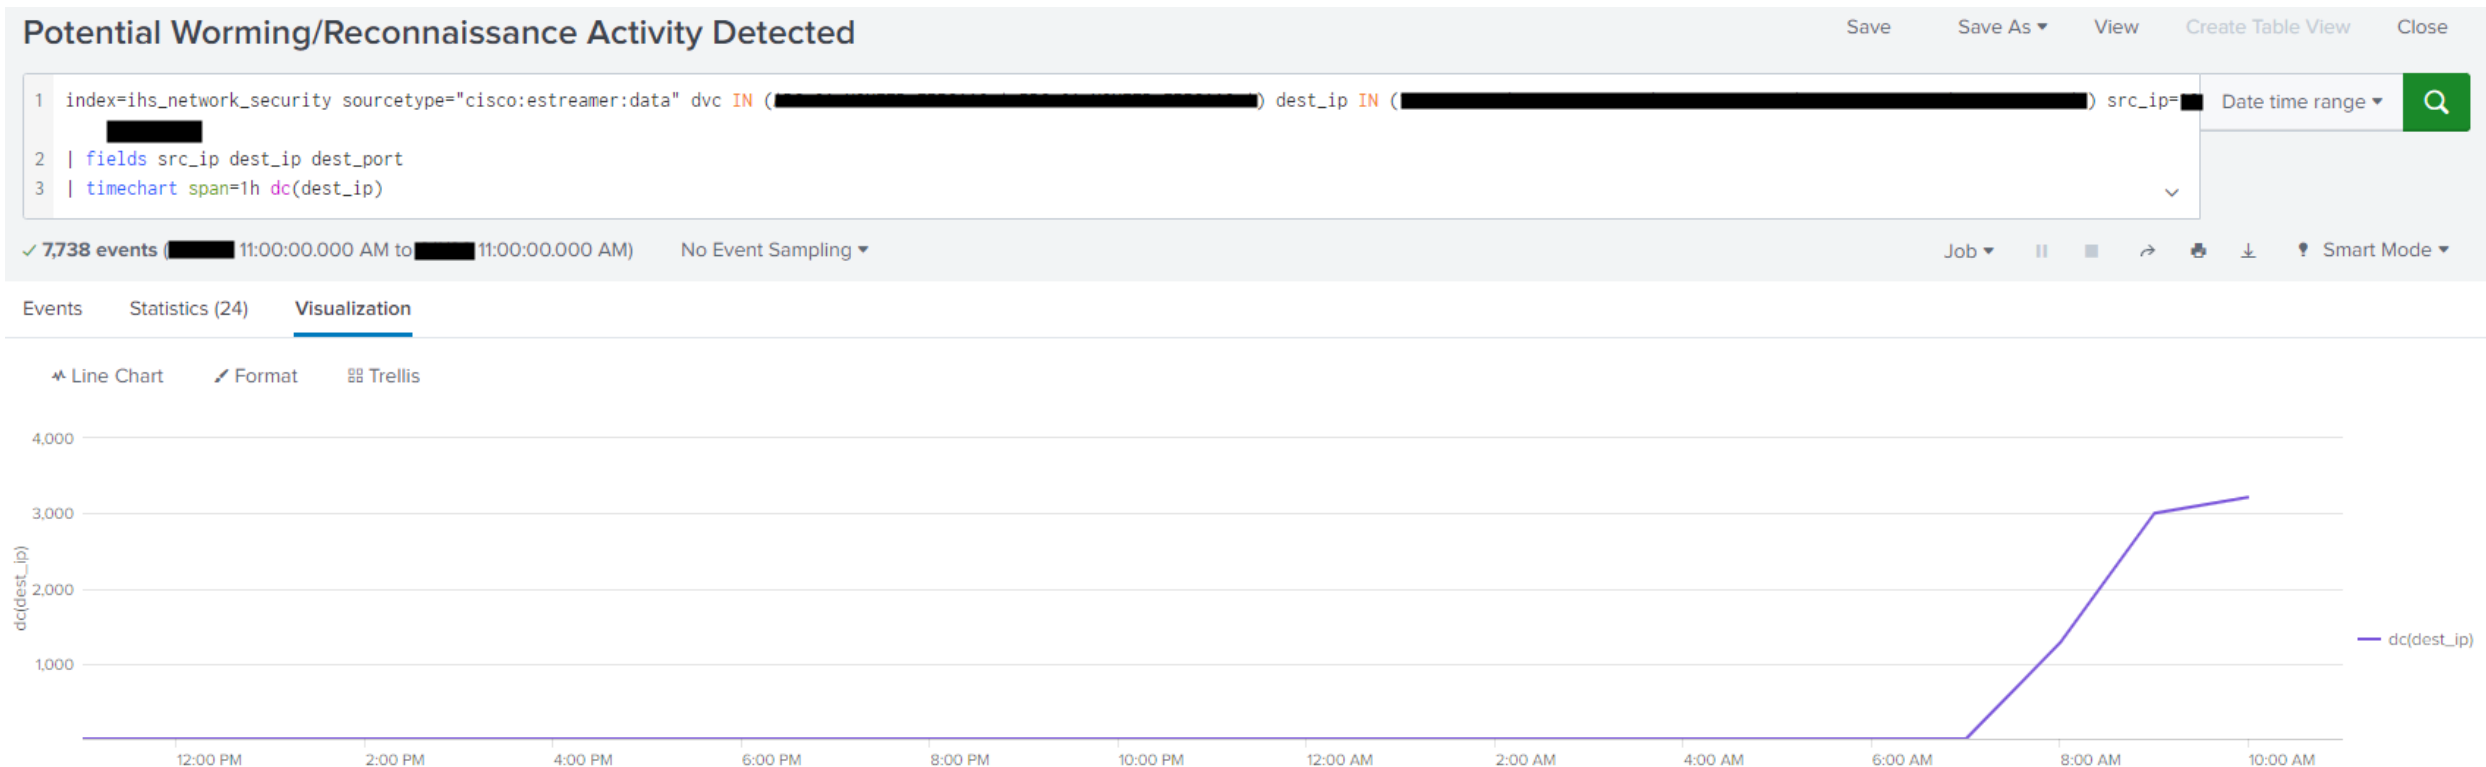 Potential Worming/Reconnaissance Activity Detected
Save Save As View Create Table View Close
1 index=ihs_network_security sourcetype="cisco:estreamer:data" dvc IN ( ) dest_ip IN ( ) src_ip=
Date time range
2 | fields src_ip dest_ip dest_port
3 | timechart span=1h dc(dest_ip)
✓ 7,738 events ( 11:00:00.000 AM to 11:00:00.000 AM) No Event Sampling
Job Smart Mode
Events Statistics (24) Visualization
Line Chart Format Trellis
4,000
3,000
2,000
1,000
dc(dest_ip)
dc(dest_ip)
12:00 PM 2:00 PM 4:00 PM 6:00 PM 8:00 PM 10:00 PM 12:00 AM 2:00 AM 4:00 AM 6:00 AM 8:00 AM 10:00 AM